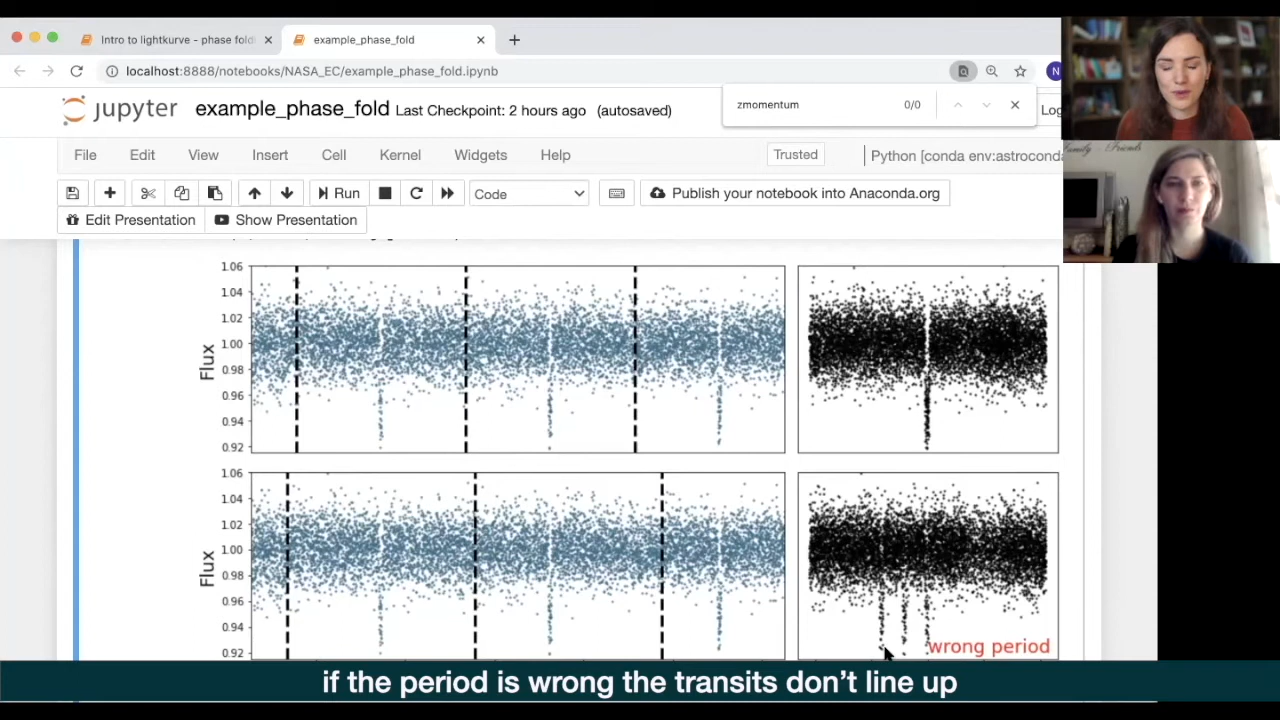 Intro to lightkurve - phase fold
example_phase_fold
localhost:8888/notebooks/NASA_EC/example_phase_fold.ipynb
N
zmomentum
0/0
jupyter
example_phase_fold
Last Checkpoint: 2 hours ago
(autosaved)
Log
File
Edit
View
Insert
Cell
Kernel
Widgets
Help
Trusted
Python [conda env:astroconda
Run
Code
Publish your notebook into Anaconda.org
Edit Presentation
Show Presentation
Family Friends
1.06
1.04
1.02
1.00
0.98
0.96
0.94
0.92
Flux
1.06
1.04
1.02
1.00
0.98
0.96
0.94
0.92
Flux
wrong period
if the period is wrong the transits don’t line up